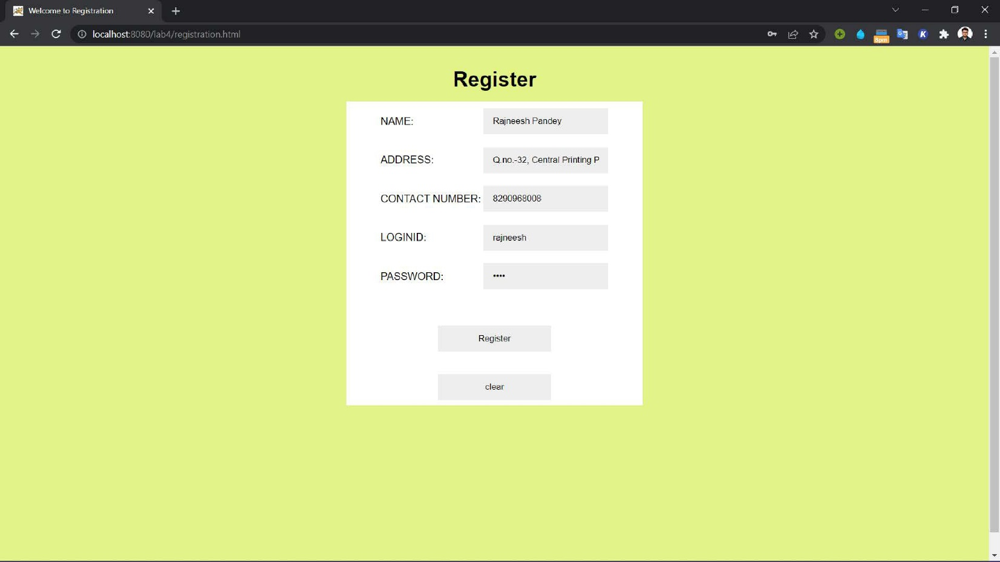 Welcome to Registration
localhost:8080/lab4/registration.html
8pm
G
K
Register
NAME: Rajneesh Pandey
ADDRESS: Q.no.-32, Central Printing P
CONTACT NUMBER: 8290968008
LOGINID: rajneesh
PASSWORD: ••••
Register
clear